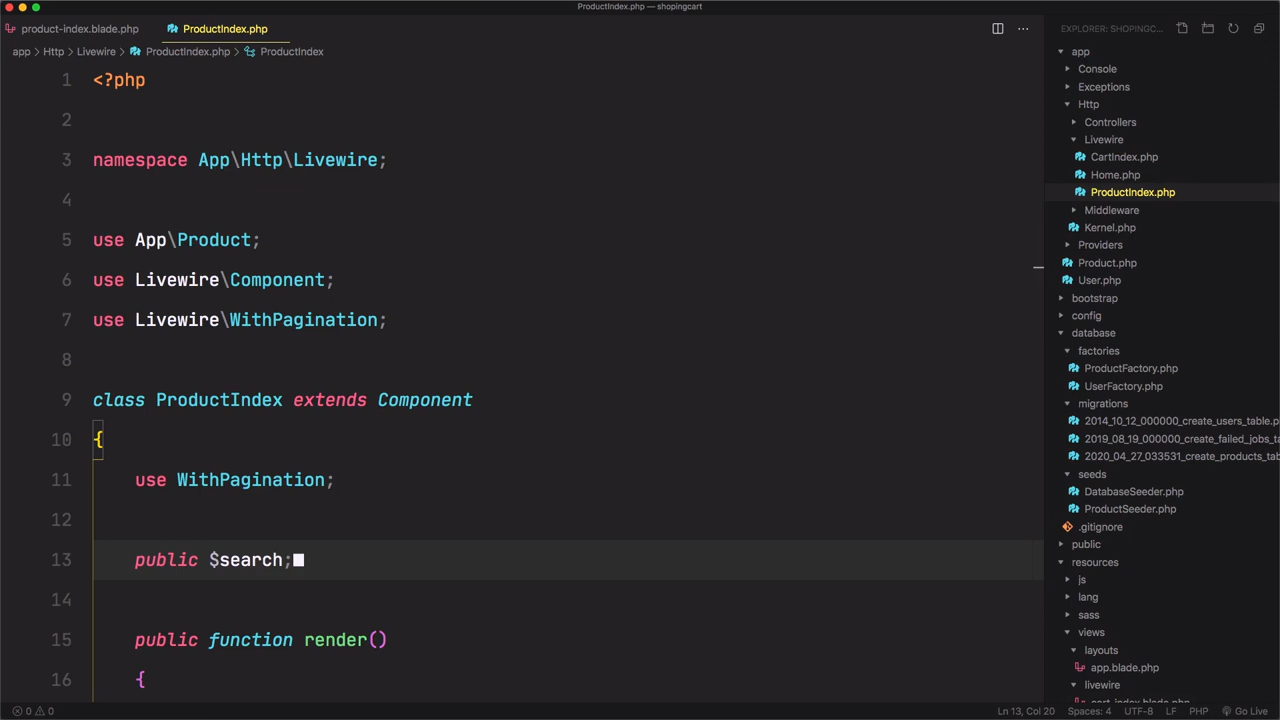 ProductIndex.php — shopingcart
product-index.blade.php
ProductIndex.php
app > Http > Livewire > ProductIndex.php > ProductIndex
1 <?php
2
3 namespace App\Http\Livewire;
4
5 use App\Product;
6 use Livewire\Component;
7 use Livewire\WithPagination;
8
9 class ProductIndex extends Component
10 {
11 use WithPagination;
12
13 public $search;
14
15 public function render()
16 {
EXPLORER: SHOPINGC...
app
Console
Exceptions
Http
Controllers
Livewire
CartIndex.php
Home.php
ProductIndex.php
Middleware
Kernel.php
Providers
Product.php
User.php
bootstrap
config
database
factories
ProductFactory.php
UserFactory.php
migrations
2014_10_12_000000_create_users_table.p
2019_08_19_000000_create_failed_jobs_ta
2020_04_27_033531_create_products_tab
seeds
DatabaseSeeder.php
ProductSeeder.php
.gitignore
public
resources
js
lang
sass
views
layouts
app.blade.php
livewire
cart-index.blade.php
0 0
Ln 13, Col 20 Spaces: 4 UTF-8 LF PHP Go Live